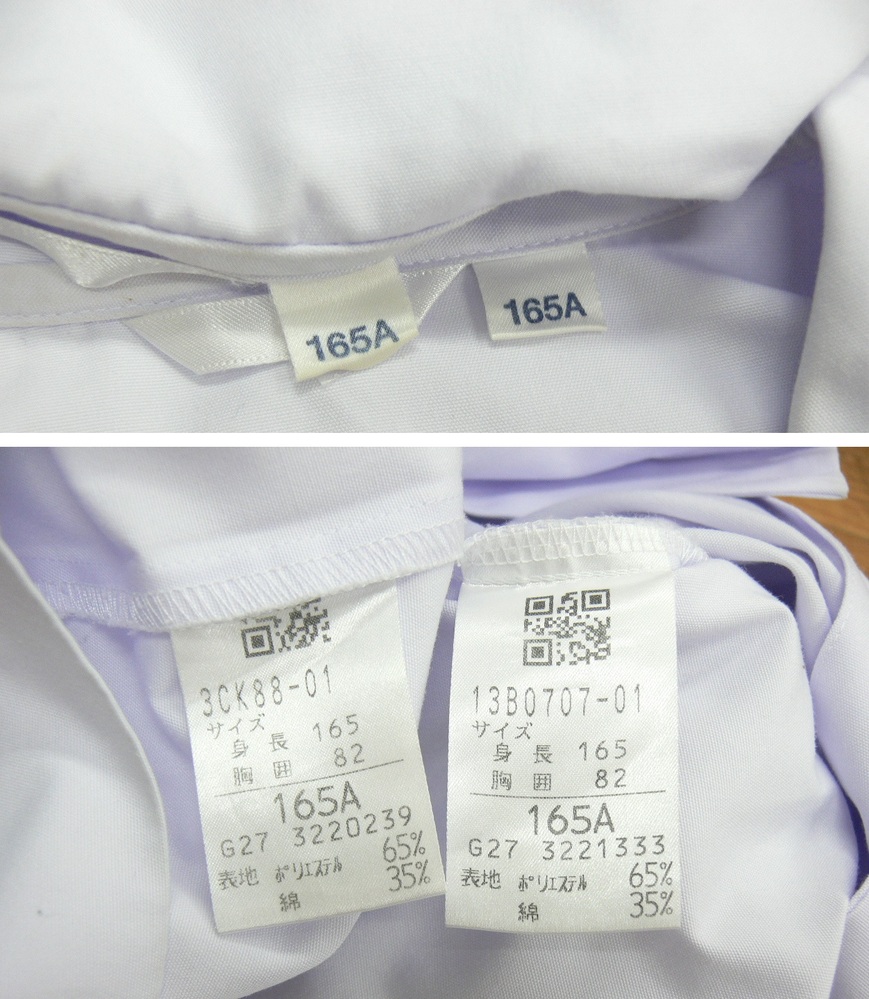 165A
165A
3CK88-01
サイズ
身長 165
胸囲 82
165A
G27 3220239
表地 ポリエステル 65%
綿 35%
13B0707-01
サイズ
身長 165
胸囲 82
165A
G27 3221333
表地 ポリエステル 65%
綿 35%